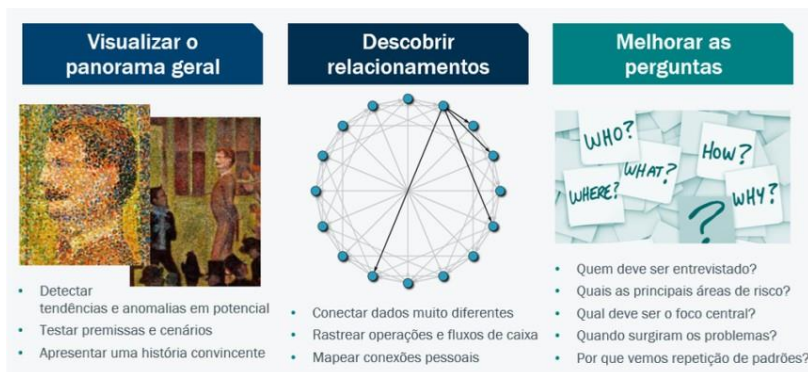 Visualizar o
panorama geral
• Detectar
tendências e anomalias em potencial
• Testar premissas e cenários
• Apresentar uma história convincente
Descobrir
relacionamentos
• Conectar dados muito diferentes
• Rastrear operações e fluxos de caixa
• Mapear conexões pessoais
Melhorar as
perguntas
WHO?
WHAT?
HOW?
WHERE?
WHY?
?
• Quem deve ser entrevistado?
• Quais as principais áreas de risco?
• Qual deve ser o foco central?
• Quando surgiram os problemas?
• Por que vemos repetição de padrões?